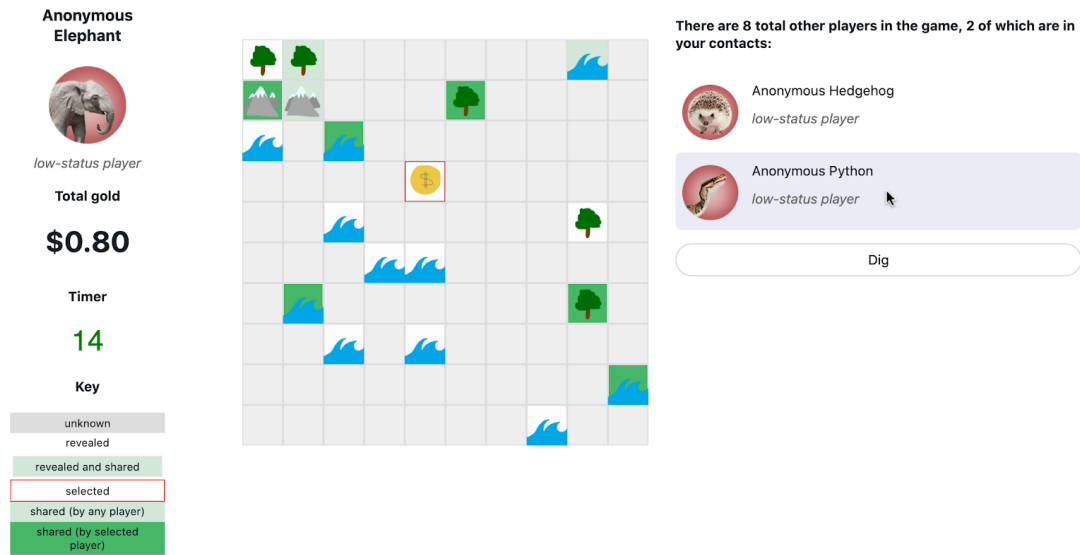 Anonymous
Elephant
low-status player
Total gold
$0.80
Timer
14
Key
unknown
revealed
revealed and shared
selected
shared (by any player)
shared (by selected
player)
$
There are 8 total other players in the game, 2 of which are in
your contacts:
Anonymous Hedgehog
low-status player
Anonymous Python
low-status player
Dig